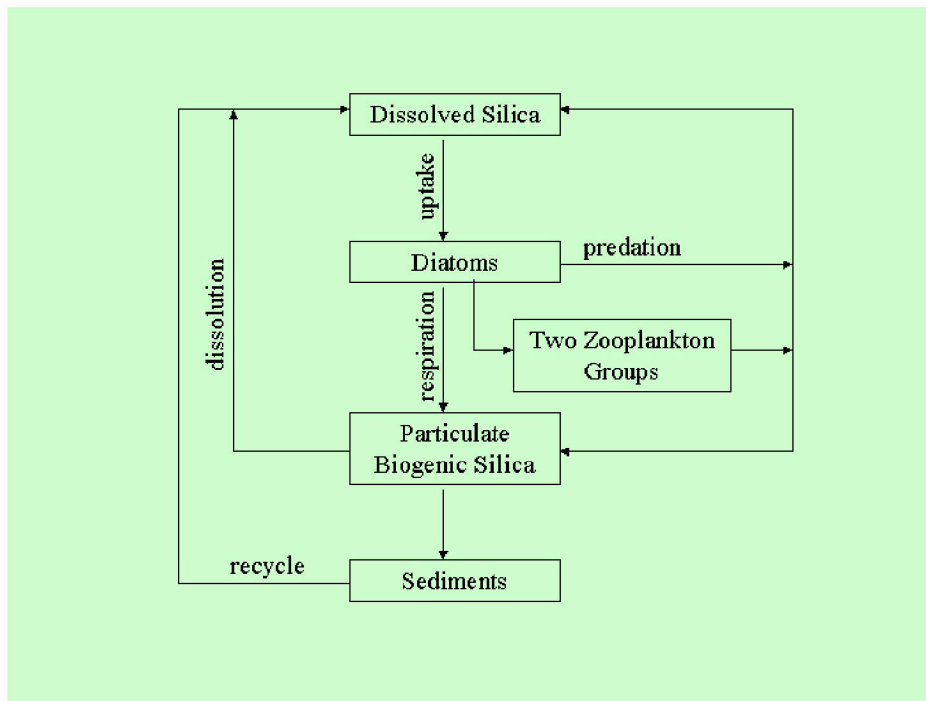 Dissolved Silica
uptake
Diatoms
predation
dissolution
respiration
Two Zooplankton
Groups
Particulate
Biogenic Silica
recycle
Sediments